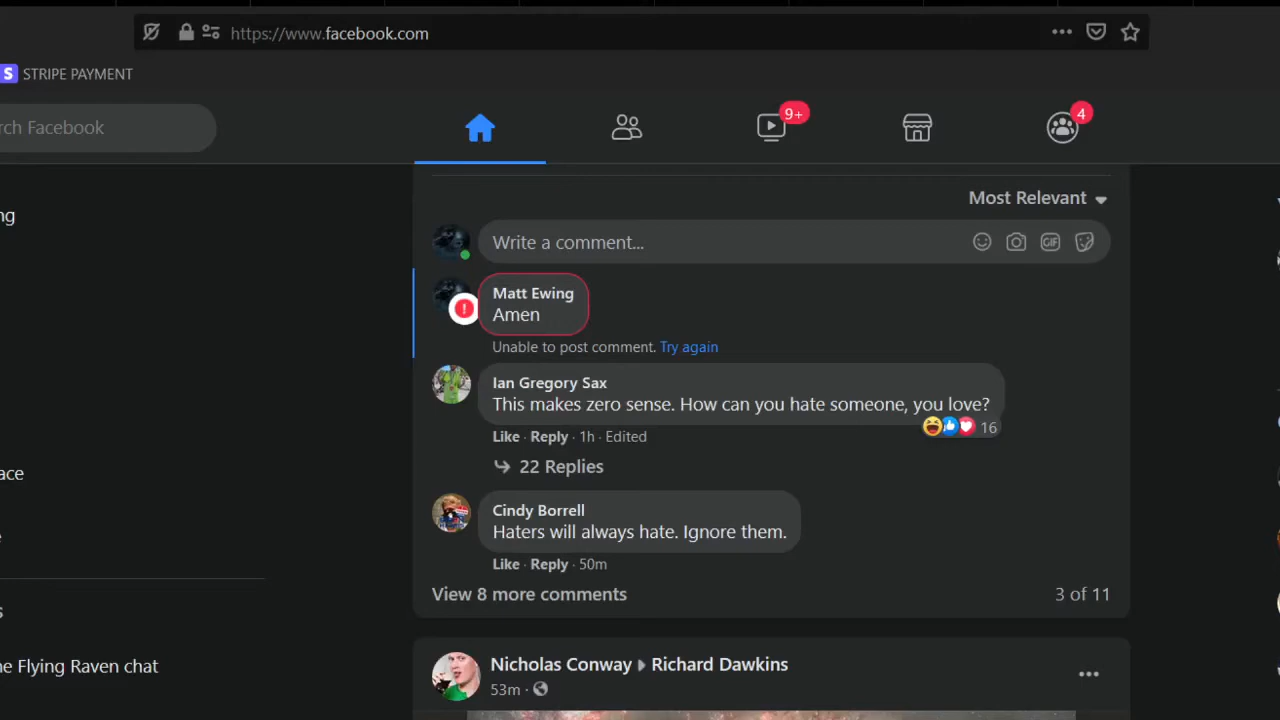 https://www.facebook.com
S STRIPE PAYMENT
rch Facebook
9+
4
ng
Most Relevant
Write a comment...
GIF
Matt Ewing
Amen
Unable to post comment. Try again
Ian Gregory Sax
This makes zero sense. How can you hate someone, you love?
16
Like · Reply · 1h · Edited
22 Replies
ace
Cindy Borrell
Haters will always hate. Ignore them.
e
Like · Reply · 50m
View 8 more comments 3 of 11
s
ne Flying Raven chat
Nicholas Conway Richard Dawkins
53m ·